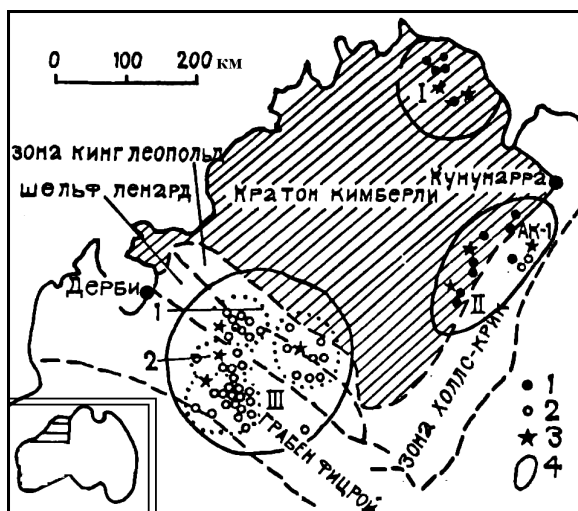 0 100 200 км
I
зона кинг леопольд
шельф ленард
Кратон Кимберли
Кунунарра
АК-1
Дерби
1
II
2
III
грабен Фицрой
зона Холлс-крик
1
2
3
4